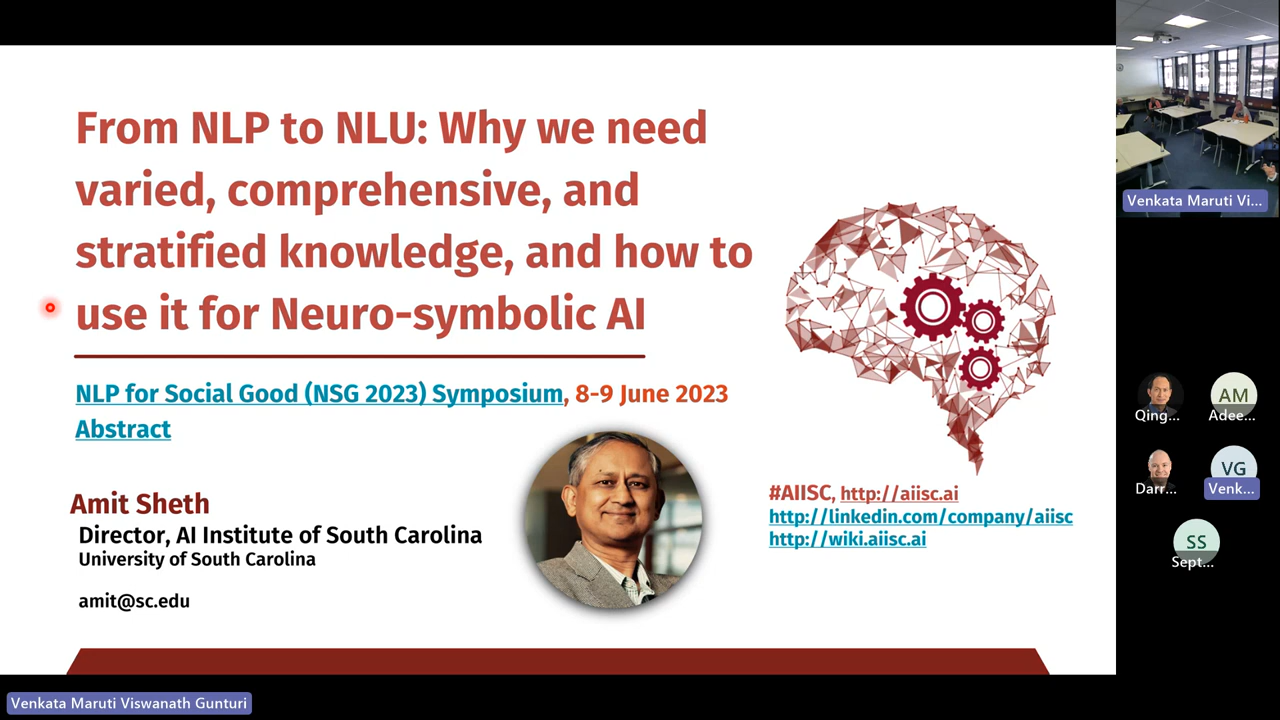 From NLP to NLU: Why we need
varied, comprehensive, and
stratified knowledge, and how to
use it for Neuro-symbolic AI
NLP for Social Good (NSG 2023) Symposium, 8-9 June 2023
Abstract
Amit Sheth
Director, AI Institute of South Carolina
University of South Carolina
amit@sc.edu
#AIISC, http://aiisc.ai
http://linkedin.com/company/aiisc
http://wiki.aiisc.ai
Venkata Maruti Vi...
Qing...
AM
Adee...
Darr...
VG
Venk...
SS
Sept...
Venkata Maruti Viswanath Gunturi